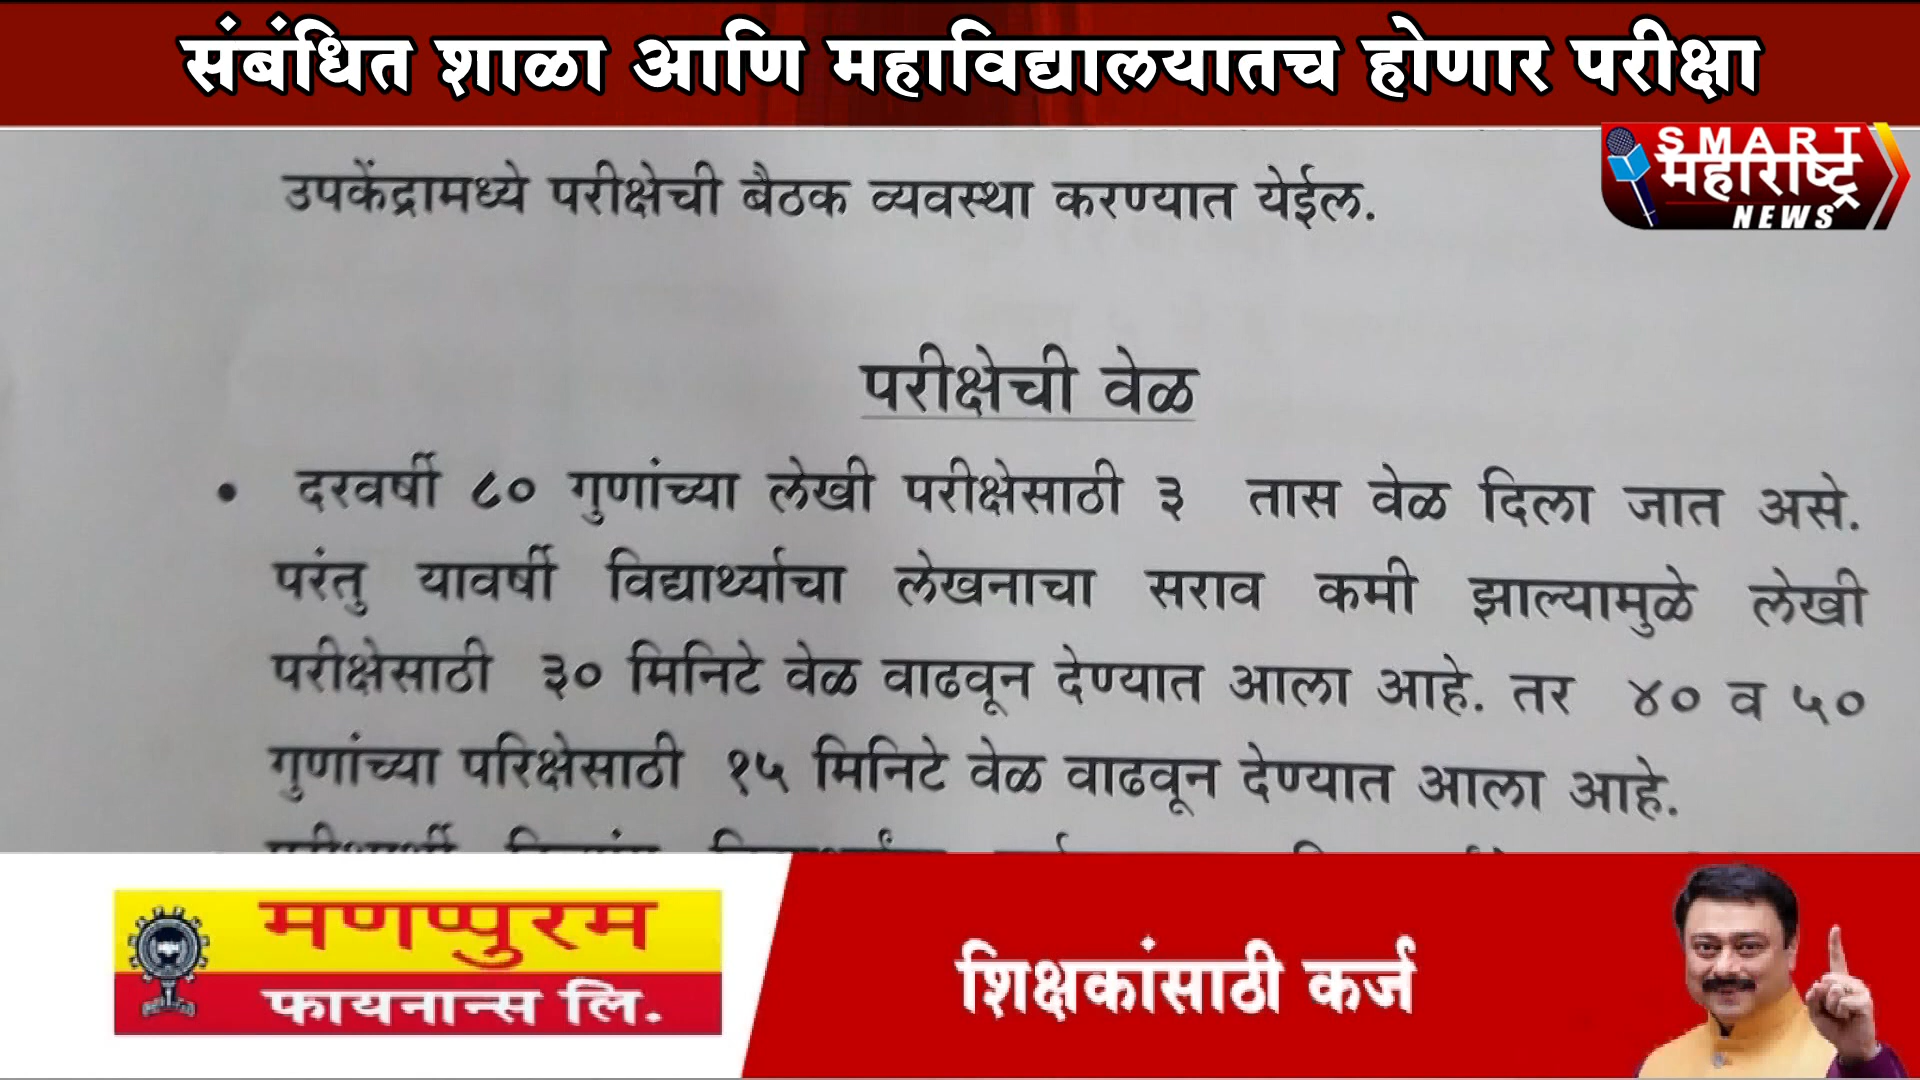 संबंधित शाळा आणि महाविद्यालयातच होणार परीक्षा
SMART
महाराष्ट्र
NEWS
उपकेंद्रामध्ये परीक्षेची बैठक व्यवस्था करण्यात येईल.
परीक्षेची वेळ
• दरवर्षी ८० गुणांच्या लेखी परीक्षेसाठी ३ तास वेळ दिला जात असे.
परंतु यावर्षी विद्यार्थ्याचा लेखनाचा सराव कमी झाल्यामुळे लेखी
परीक्षेसाठी ३० मिनिटे वेळ वाढवून देण्यात आला आहे. तर ४० व ५०
गुणांच्या परिक्षेसाठी १५ मिनिटे वेळ वाढवून देण्यात आला आहे.
मणप्पुरम
फायनान्स लि.
शिक्षकांसाठी कर्ज